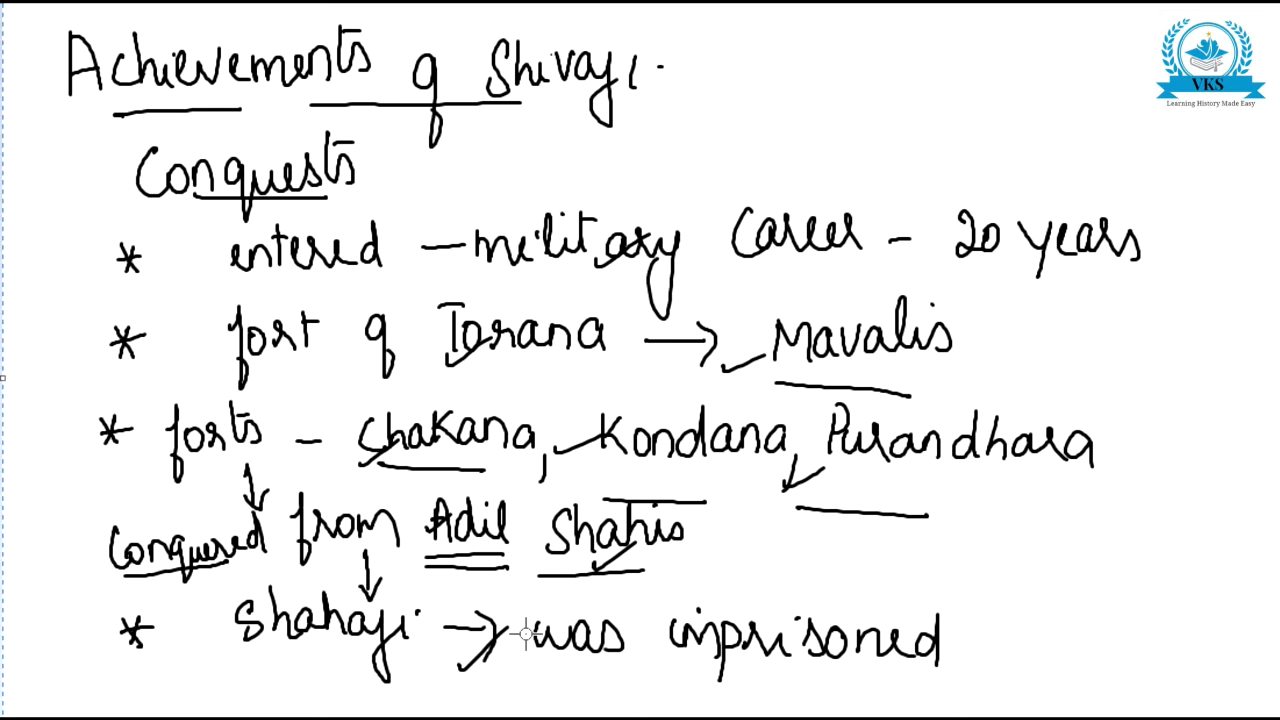 Achievements of Shivaji.
VKS
Learning History Made Easy
Conquests
* entered - military Career - 20 years
* fort of Torana → Mavalis
* forts - Chakana, Kondana, Purandhara
↓
Conquered from Adil Shahis
↓
* Shahaji → was imprisoned